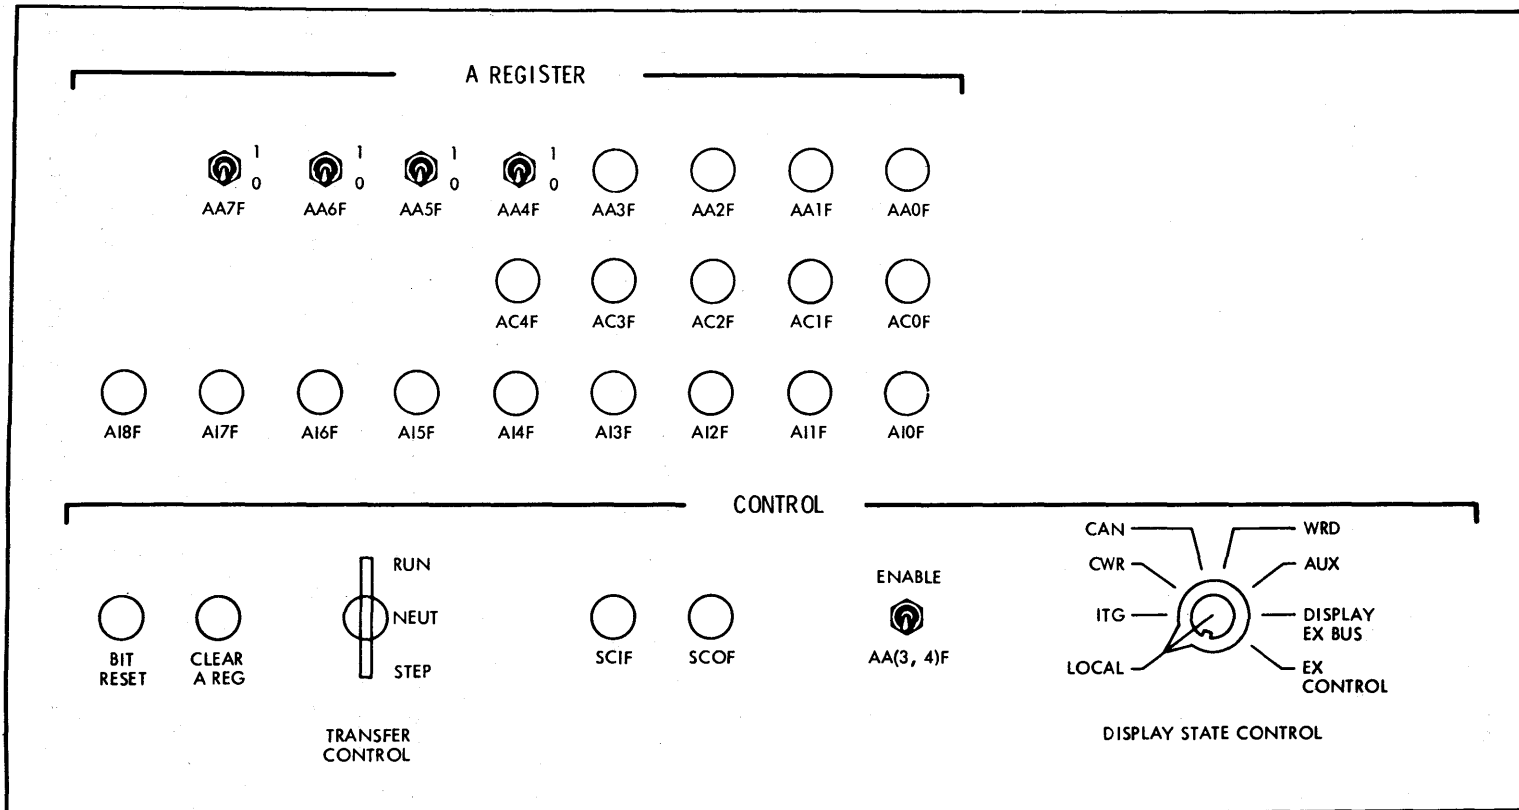 A REGISTER
1 1 1 1
0 0 0 0
AA7F AA6F AA5F AA4F AA3F AA2F AA1F AA0F
AC4F AC3F AC2F AC1F AC0F
AI8F AI7F AI6F AI5F AI4F AI3F AI2F AI1F AI0F
CONTROL
BIT
RESET
CLEAR
A REG
RUN
NEUT
STEP
TRANSFER
CONTROL
SCIF
SCOF
ENABLE
AA(3, 4)F
CAN
CWR
ITG
LOCAL
WRD
AUX
DISPLAY
EX BUS
EX
CONTROL
DISPLAY STATE CONTROL